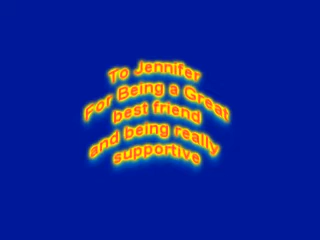 To Jennifer
For Being a Great
best friend
and being really
supportive